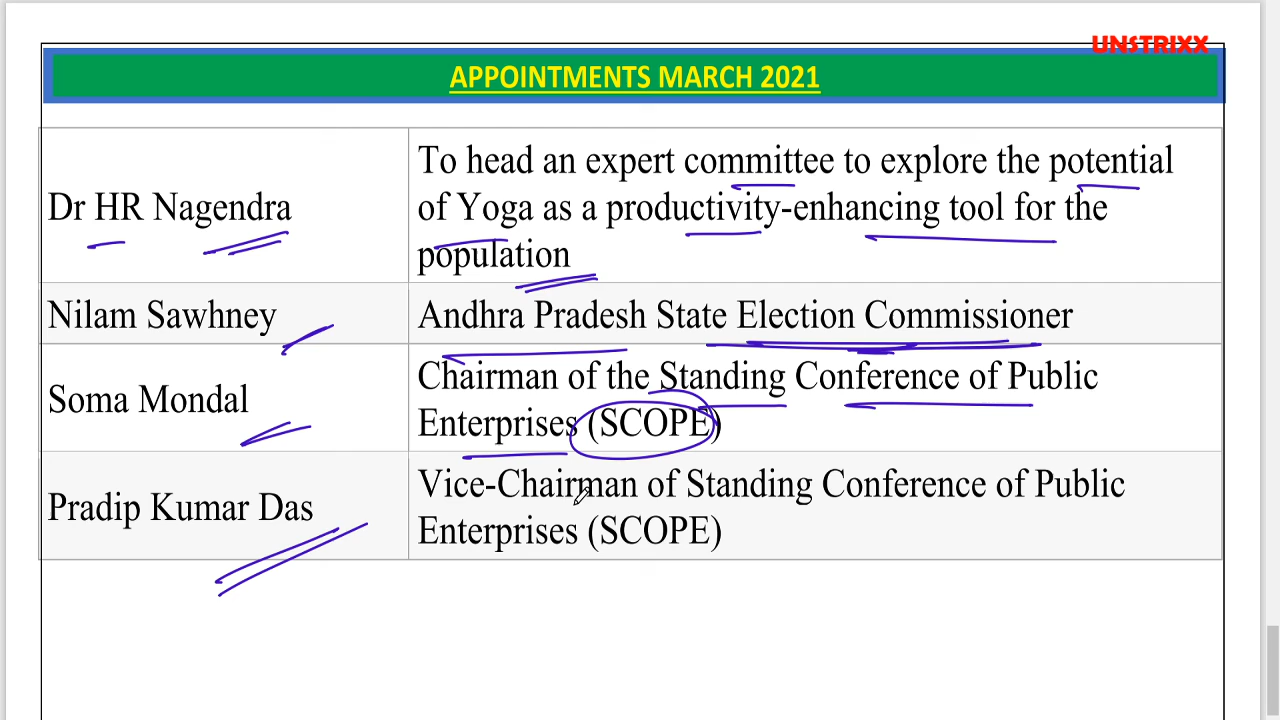 UNSTRIXX
APPOINTMENTS MARCH 2021
Dr HR Nagendra
To head an expert committee to explore the potential
of Yoga as a productivity-enhancing tool for the
population
Nilam Sawhney
Andhra Pradesh State Election Commissioner
Soma Mondal
Chairman of the Standing Conference of Public
Enterprises (SCOPE)
Pradip Kumar Das
Vice-Chairman of Standing Conference of Public
Enterprises (SCOPE)